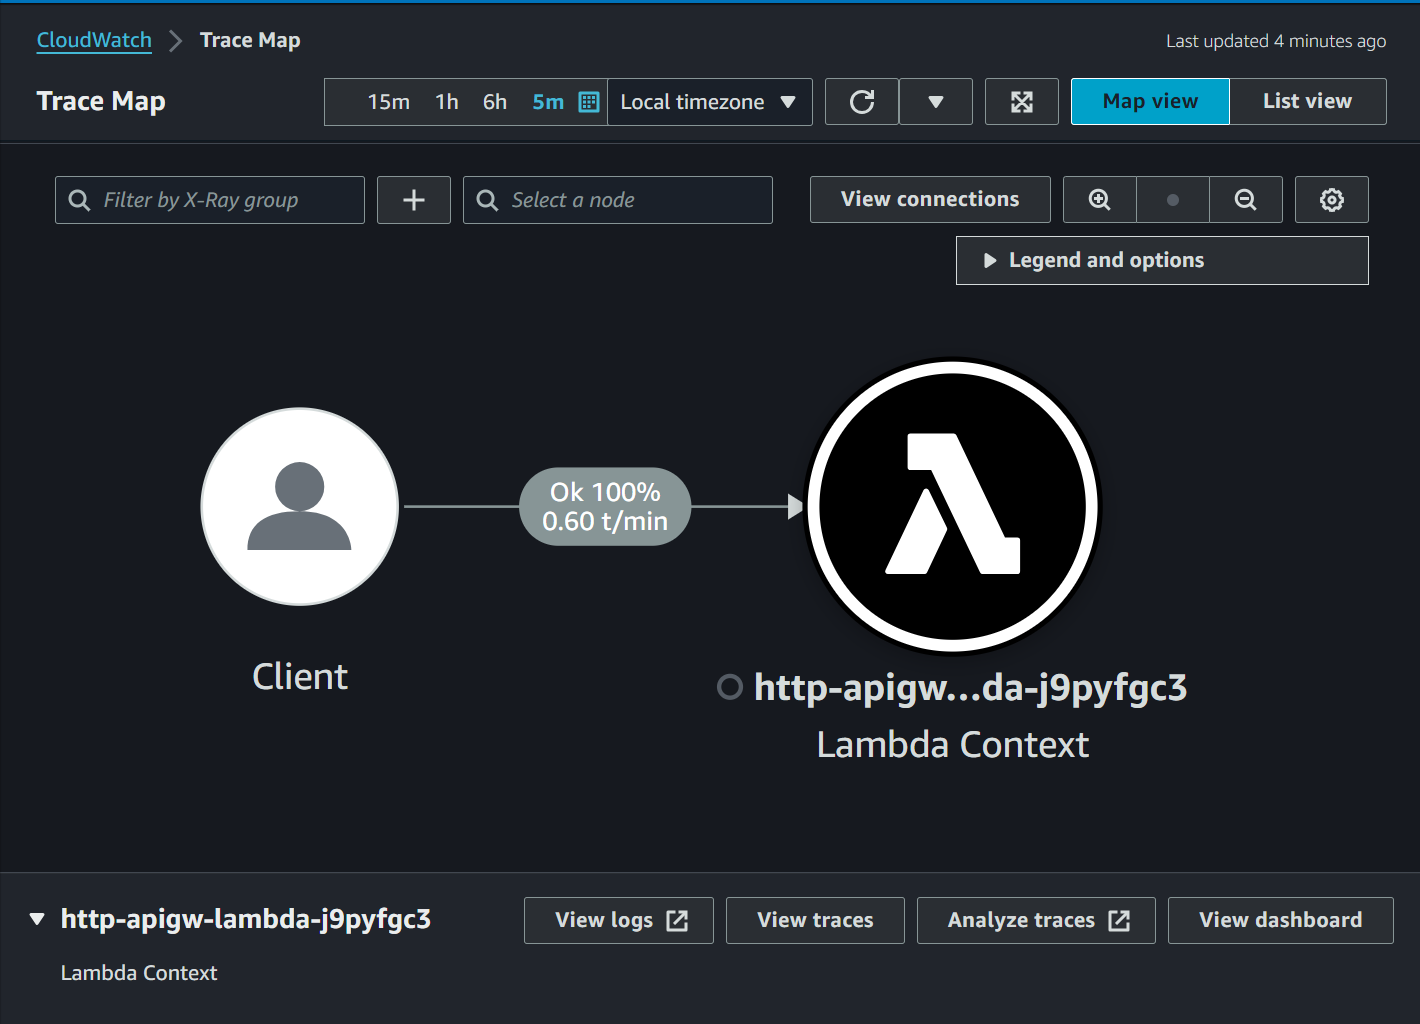 CloudWatch > Trace Map
Last updated 4 minutes ago
Trace Map
15m 1h 6h 5m Local timezone
Map view List view
Filter by X-Ray group
Select a node
View connections
Legend and options
Ok 100%
0.60 t/min
Client
http-apigw...da-j9pyfgc3
Lambda Context
http-apigw-lambda-j9pyfgc3
View logs View traces Analyze traces View dashboard
Lambda Context